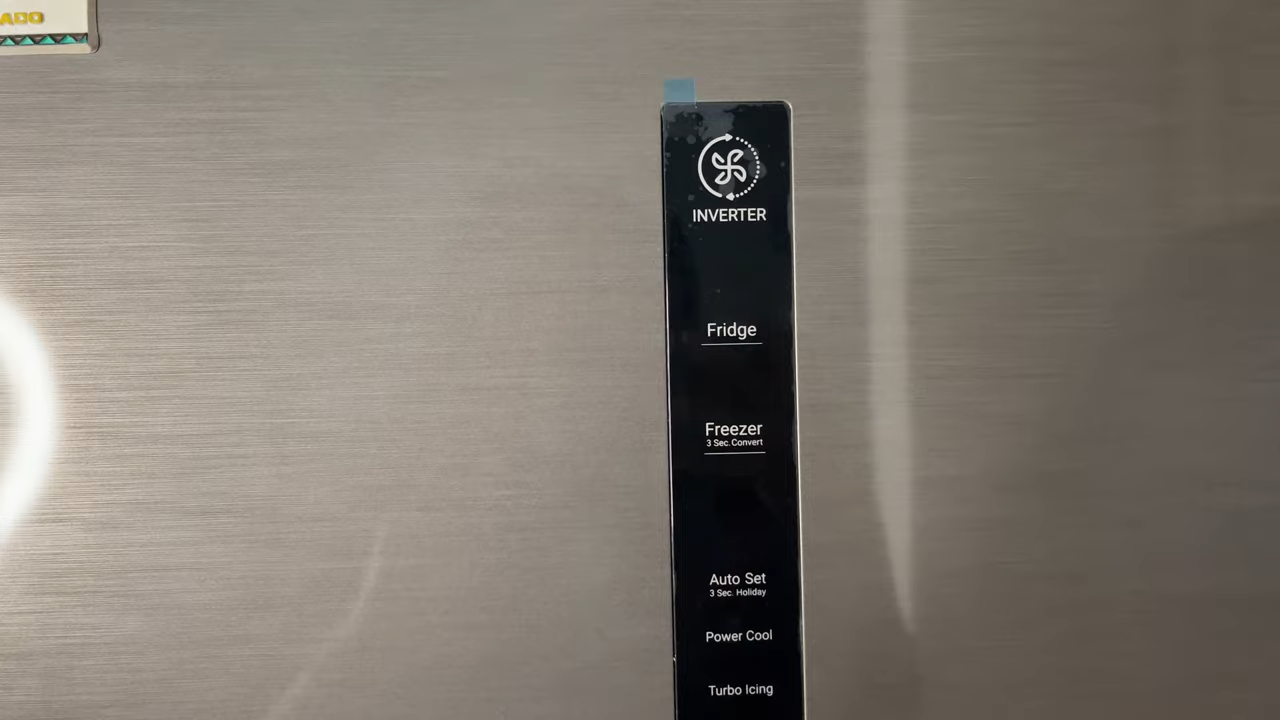 INVERTER
Fridge
Freezer
3 Sec. Convert
Auto Set
3 Sec. Holiday
Power Cool
Turbo Icing